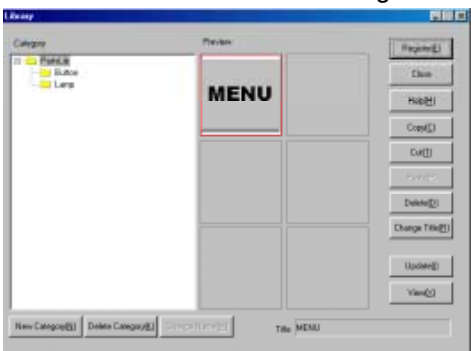 Library
Category
Preview
Register(E)
PartsLib
Button
Lamp
Close
MENU
Help(H)
Copy(C)
Cut(T)
Delete(D)
Change Title(R)
Update(I)
View(V)
New Category(N)
Delete Category(L)
Title
MENU